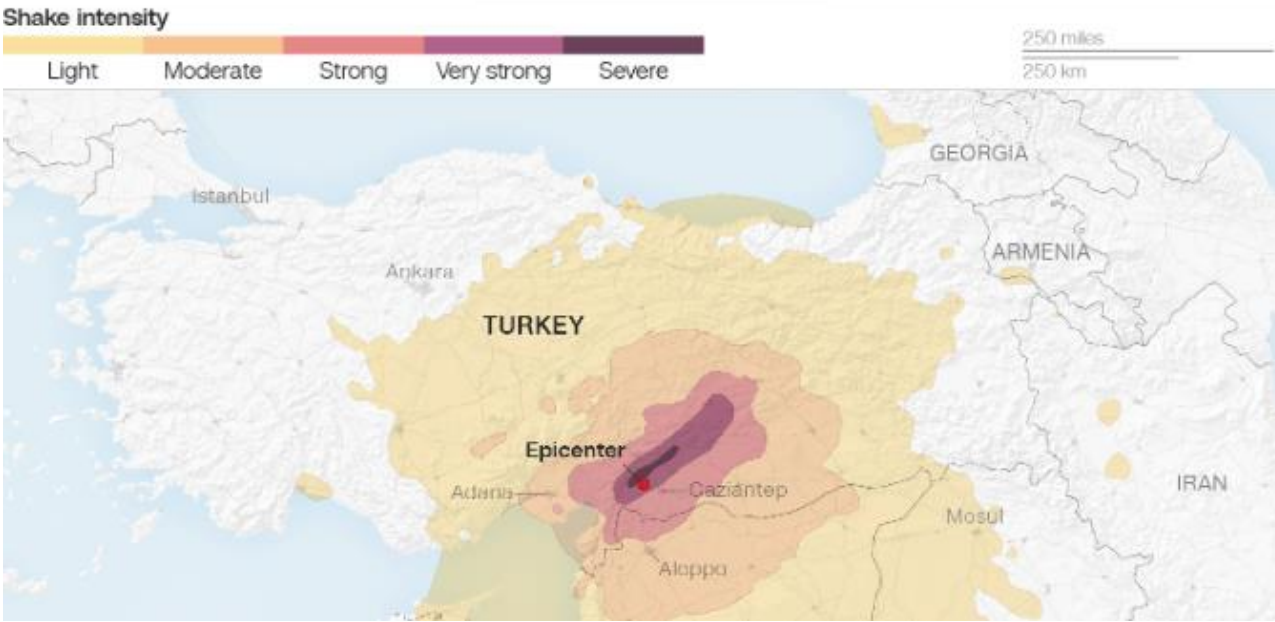 Shake intensity
Light Moderate Strong Very strong Severe
250 miles
250 km
GEORGIA
Istanbul
ARMENIA
Ankara
TURKEY
Epicenter
Adana
Gaziantep
IRAN
Mosul
Aleppo